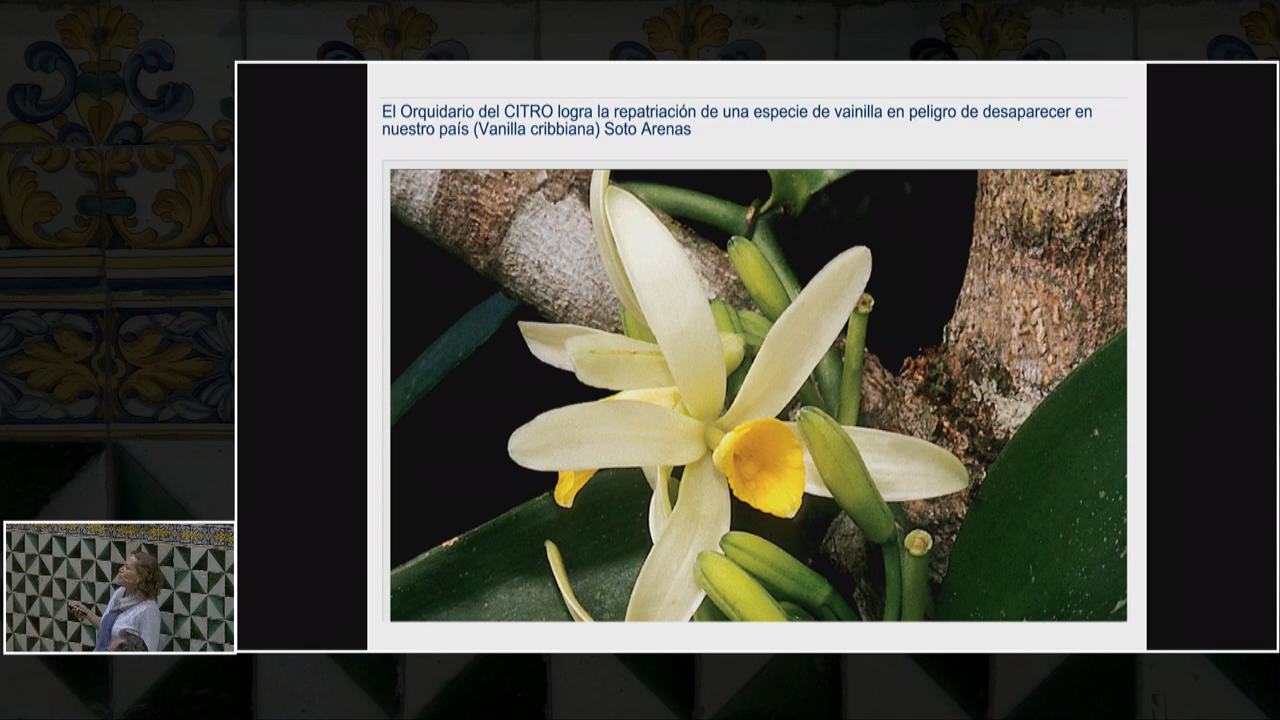 El Orquidario del CITRO logra la repatriación de una especie de vainilla en peligro de desaparecer en
nuestro país (Vanilla cribbiana) Soto Arenas